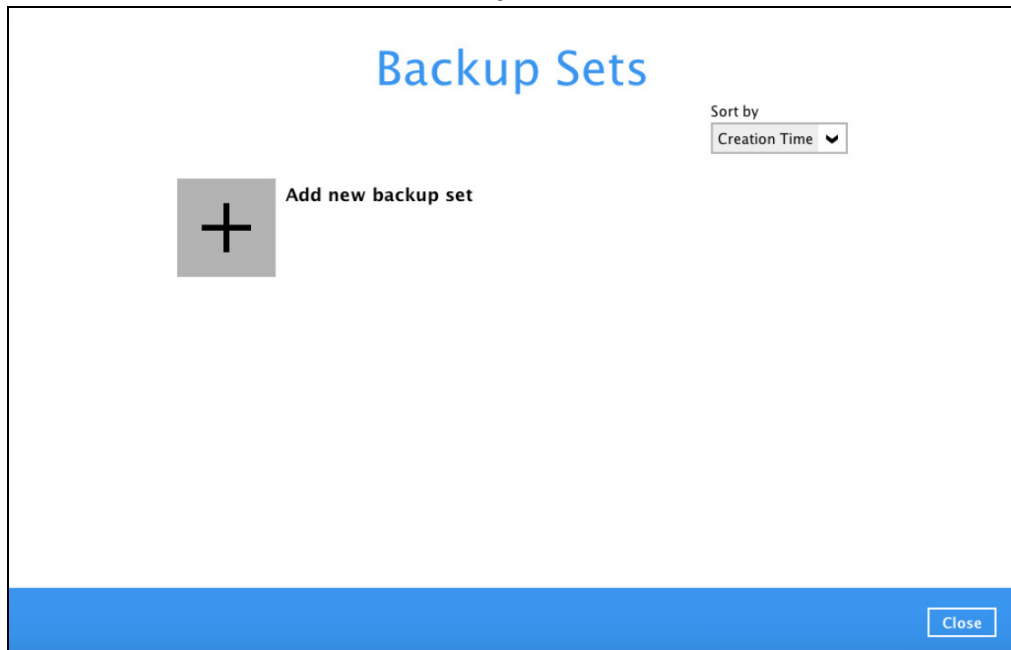 Backup Sets
Sort by
Creation Time
Add new backup set
Close